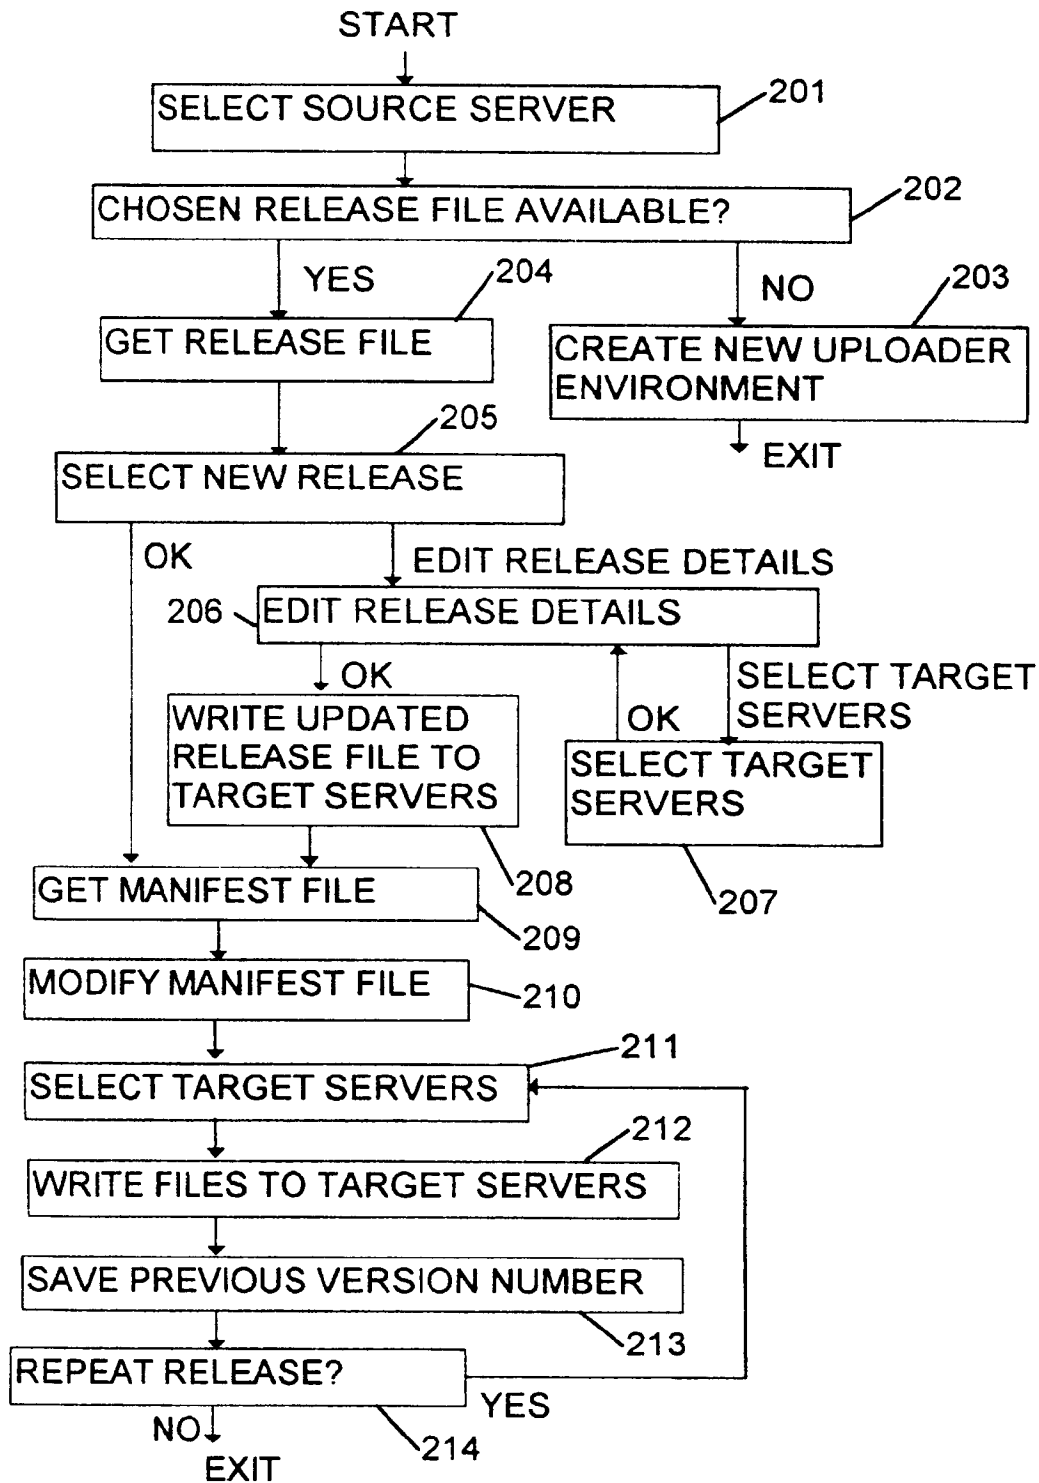 START
SELECT SOURCE SERVER
201
CHOSEN RELEASE FILE AVAILABLE?
202
YES
204
NO
203
GET RELEASE FILE
CREATE NEW UPLOADER
ENVIRONMENT
EXIT
205
SELECT NEW RELEASE
OK
EDIT RELEASE DETAILS
206
EDIT RELEASE DETAILS
OK
SELECT TARGET
SERVERS
OK
WRITE UPDATED
RELEASE FILE TO
TARGET SERVERS
SELECT TARGET
SERVERS
208
207
GET MANIFEST FILE
209
MODIFY MANIFEST FILE
210
211
SELECT TARGET SERVERS
212
WRITE FILES TO TARGET SERVERS
SAVE PREVIOUS VERSION NUMBER
213
REPEAT RELEASE?
YES
NO
214
EXIT